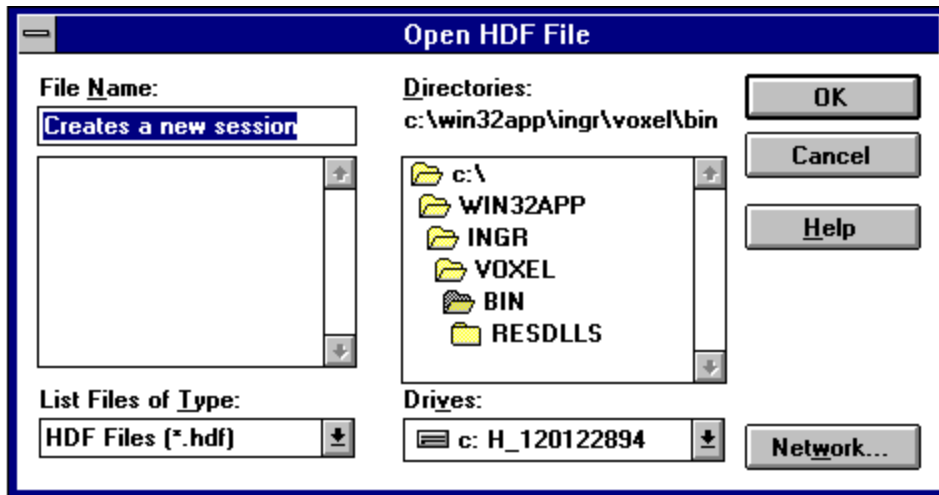 Open HDF File
File Name:
Creates a new session
Directories:
c:\win32app\ingr\voxel\bin
c:\
WIN32APP
INGR
VOXEL
BIN
RESDLLS
OK
Cancel
Help
List Files of Type:
HDF Files (*.hdf)
Drives:
c: H_120122894
Network...